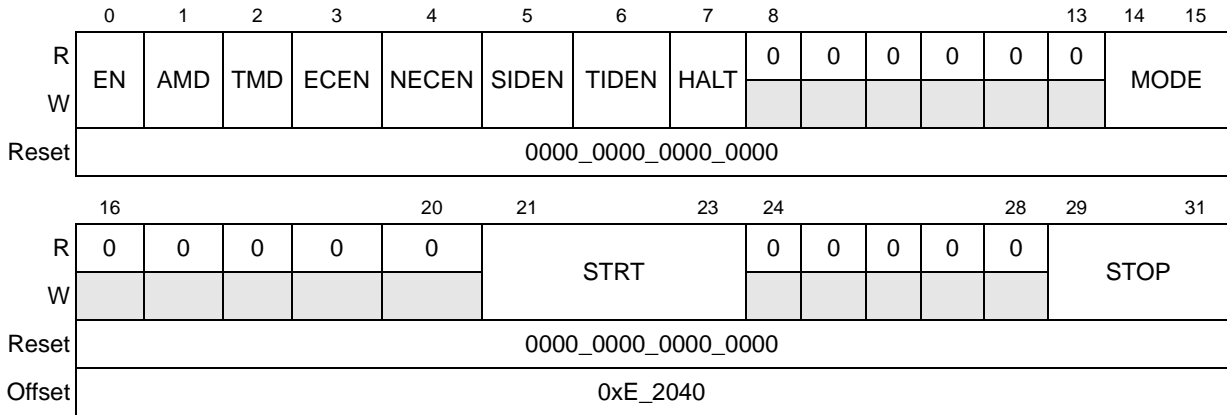 0 1 2 3 4 5 6 7 8 13 14 15
R EN AMD TMD ECEN NECEN SIDEN TIDEN HALT 0 0 0 0 0 0 MODE
W
Reset 0000_0000_0000_0000
16 20 21 23 24 28 29 31
R 0 0 0 0 0 STRT 0 0 0 0 0 STOP
W
Reset 0000_0000_0000_0000
Offset 0xE_2040